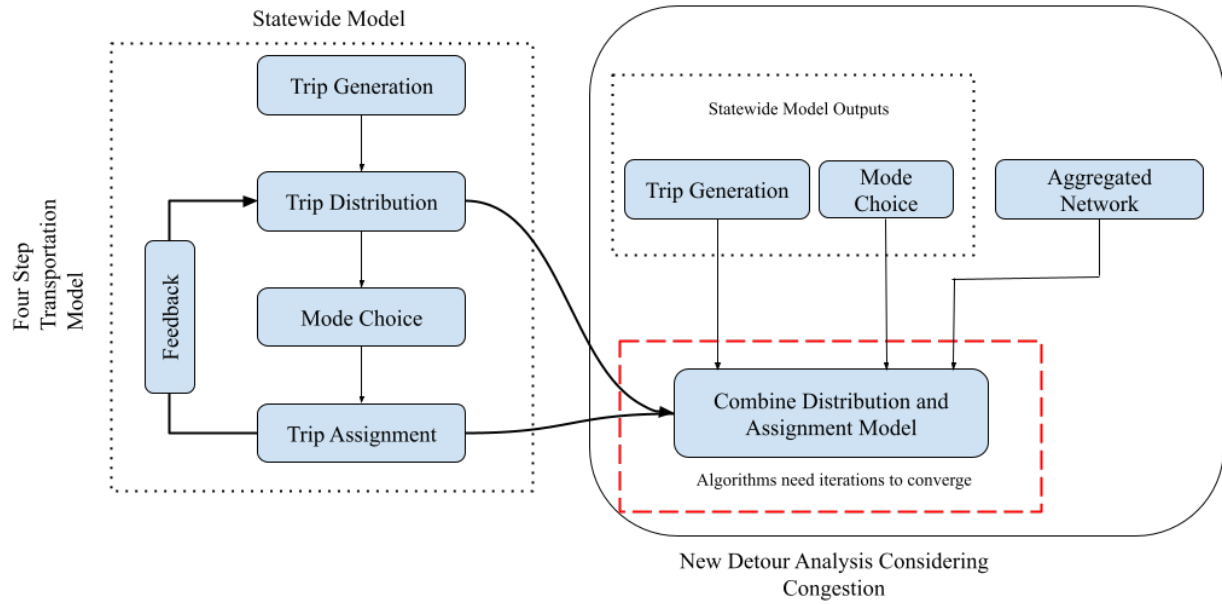 Statewide Model
Four Step
Transportation
Model
Trip Generation
Trip Distribution
Feedback
Mode Choice
Trip Assignment
Statewide Model Outputs
Trip Generation
Mode
Choice
Aggregated
Network
Combine Distribution and
Assignment Model
Algorithms need iterations to converge
New Detour Analysis Considering
Congestion